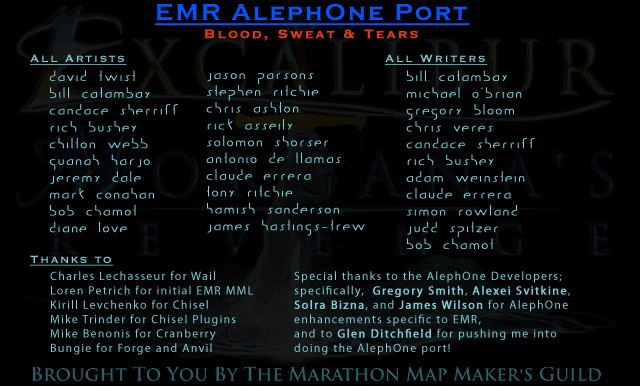 EMR AlephOne Port
Blood, Sweat & Tears
All Artists
david twist
bill catambay
candace sherriff
rich bushey
chillon webb
quanah harjo
jeremy dale
mark conahan
bob chamot
diane love
jason parsons
stephen ritchie
chris ashton
rick asseily
solomon shorser
antonio de llamas
claude errera
tony ritchie
hamish sanderson
james hastings-trew
All Writers
bill catambay
michael o'brian
gregory bloom
chris veres
candace sherriff
rich bushey
adam weinstein
claude errera
simon rowland
judd spitzer
bob chamot
Thanks to
Charles Lechasseur for Wail
Loren Petrich for initial EMR MML
Kirill Levchenko for Chisel
Mike Trinder for Chisel Plugins
Mike Benonis for Cranberry
Bungie for Forge and Anvil
Special thanks to the AlephOne Developers;
specifically, Gregory Smith, Alexei Svitkine,
Solra Bizna, and James Wilson for AlephOne
enhancements specific to EMR,
and to Glen Ditchfield for pushing me into
doing the AlephOne port!
Brought To You By The Marathon Map Maker's Guild
Excalibur
Revenge